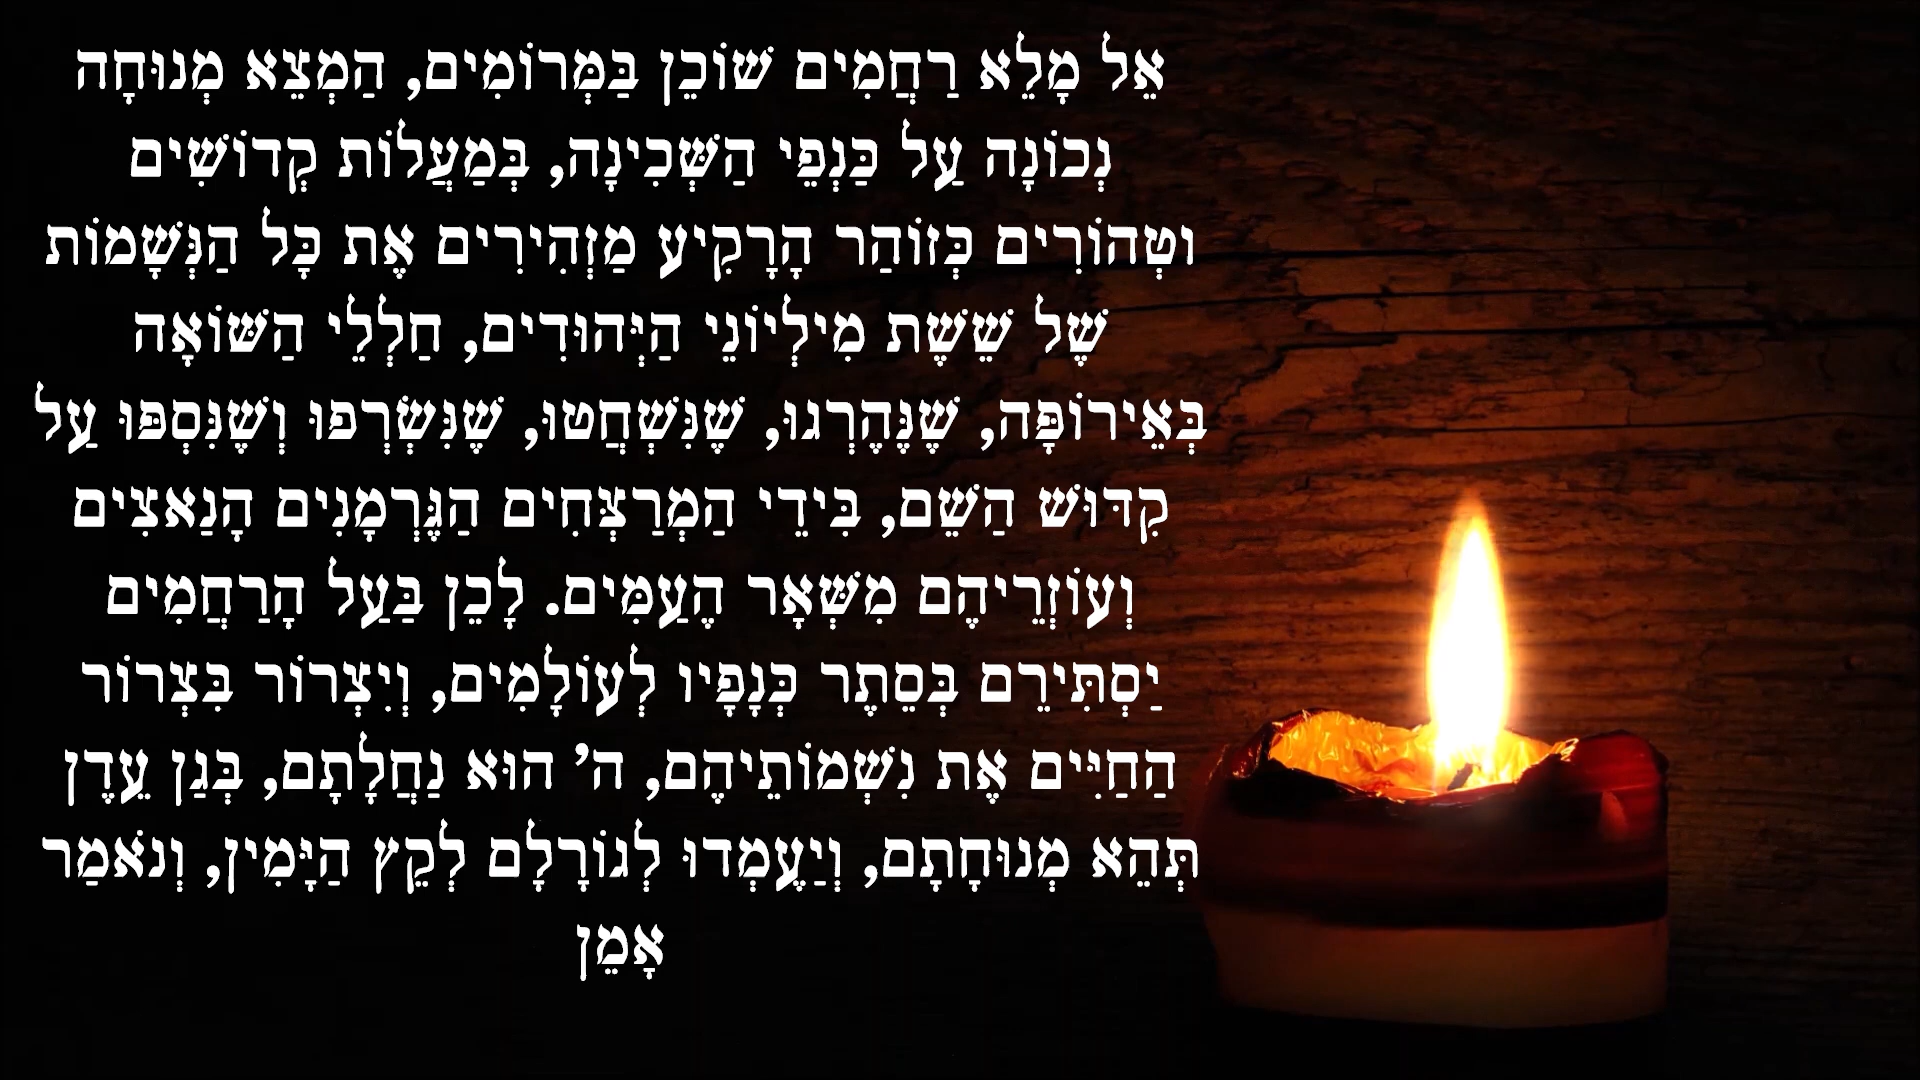 אֵל מָלֵא רַחֲמִים שׁוֹכֵן בַּמְּרוֹמִים, הַמְצֵא מְנוּחָה
נְכוֹנָה עַל כַּנְפֵּי הַשְּׁכִינָה, בְּמַעֲלוֹת קְדוֹשִׁים
וּטְהוֹרִים כְּזוֹהַר הָרָקִיעַ מַזְהִירִים אֶת כָּל הַנְּשָׁמוֹת
שֶׁל שֵׁשֶׁת מִילְיוֹנֵי הַיְּהוּדִים, חַלְלֵי הַשּׁוֹאָה
בְּאֵירוֹפָּה, שֶׁנֶּהֶרְגוּ, שֶׁנִּשְׁחֲטוּ, שֶׁנִּשְׂרְפוּ וְשֶׁנִּסְפּוּ עַל
קִדּוּשׁ הַשֵּׁם, בִּידֵי הַמְרַצְּחִים הַגֶּרְמָנִים הָנַאצִים
וְעוֹזְרֵיהֶם מִשְּׁאָר הֶעַמִּים. לָכֵן בַּעַל הָרַחֲמִים
יַסְתִּירֵם בְּסֵתֶר כְּנָפָּיו לְעוֹלָמִים, וְיִצְרוֹר בִּצְרוֹר
הַחַיִּים אֶת נִשְׁמוֹתֵיהֶם, ה' הוּא נַחֲלָתָם, בְּגַן עֵדֶן
תְּהֵא מְנוּחָתָם, וְיַעֶמְדוּ לְגוֹרָלָם לְקֵץ הַיָּמִין, וְנֹאמַר
אָמֵן